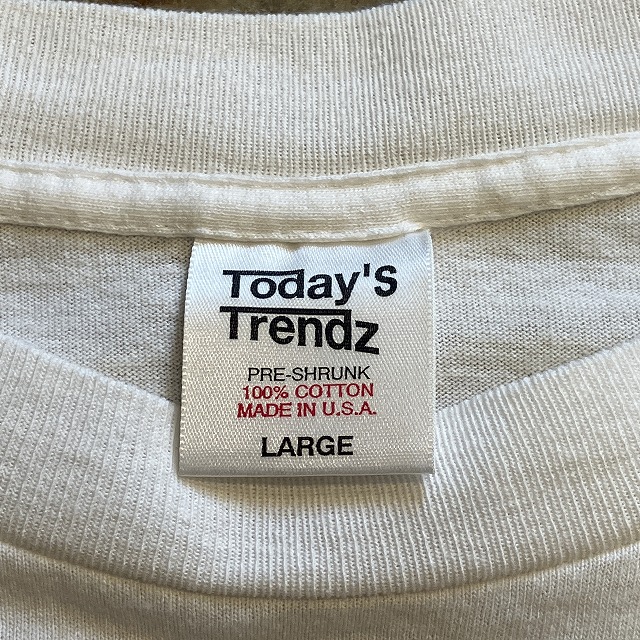 Today's
Trendz
PRE-SHRUNK
100% COTTON
MADE IN U.S.A.
LARGE